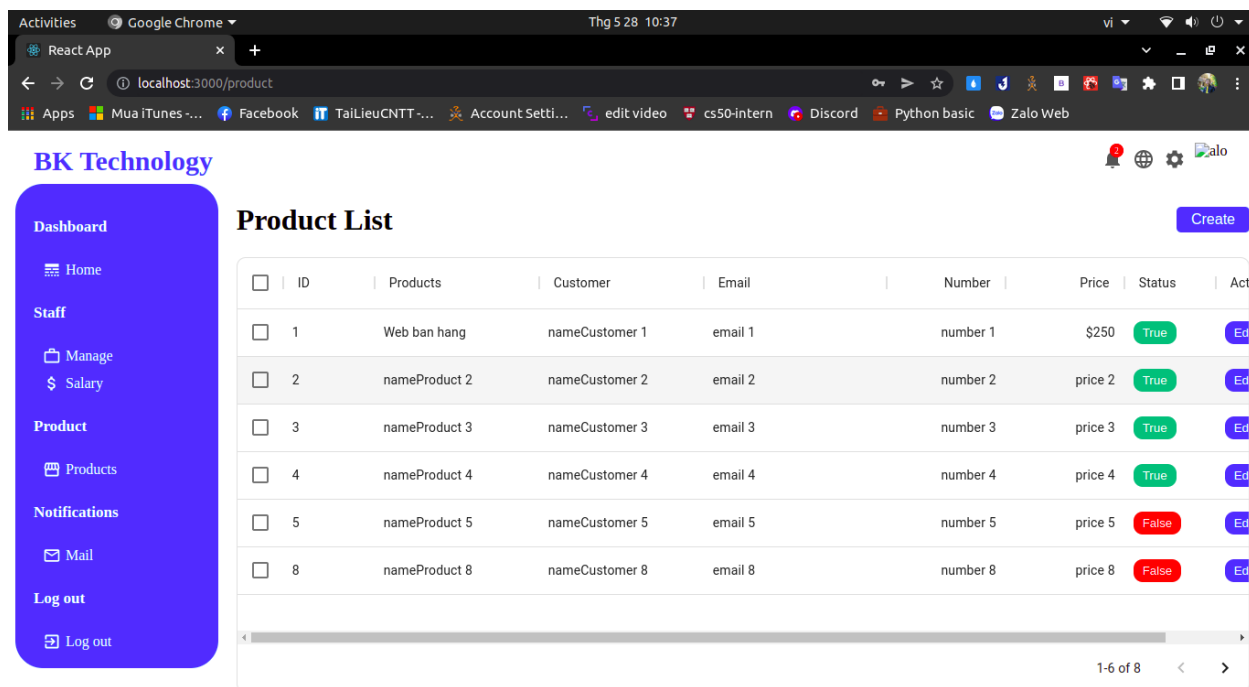 Activities Google Chrome Thg 5 28 10:37 vi
React App
localhost:3000/product
Apps Mua iTunes -... Facebook TaiLieuCNTT -... Account Setti... edit video cs50-intern Discord Python basic Zalo Web
BK Technology 2 alo
Dashboard
Home
Staff
Manage
Salary
Product
Products
Notifications
Mail
Log out
Log out
Product List Create
ID Products Customer Email Number Price Status Act
1 Web ban hang nameCustomer 1 email 1 number 1 $250 True Ed
2 nameProduct 2 nameCustomer 2 email 2 number 2 price 2 True Ed
3 nameProduct 3 nameCustomer 3 email 3 number 3 price 3 True Ed
4 nameProduct 4 nameCustomer 4 email 4 number 4 price 4 True Ed
5 nameProduct 5 nameCustomer 5 email 5 number 5 price 5 False Ed
8 nameProduct 8 nameCustomer 8 email 8 number 8 price 8 False Ed
1-6 of 8